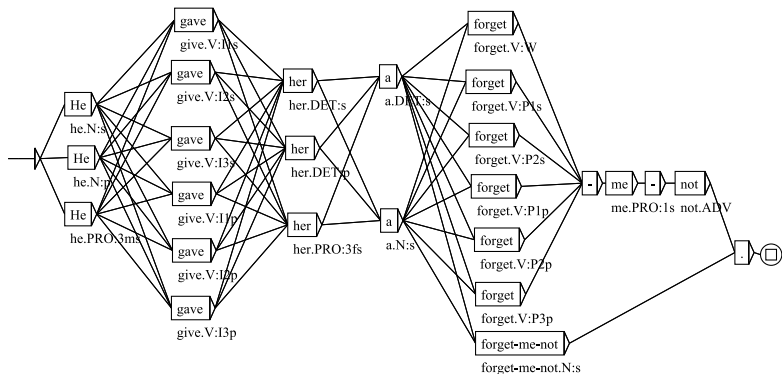 He
he.N:s
He
he.N:p
He
he.PRO:3ms
gave
give.V:I1s
gave
give.V:I2s
gave
give.V:I3s
gave
give.V:I1p
gave
give.V:I2p
gave
give.V:I3p
her
her.DET:s
her
her.DET:p
her
her.PRO:3fs
a
a.DET:s
a
a.N:s
forget
forget.V:W
forget
forget.V:P1s
forget
forget.V:P2s
forget
forget.V:P1p
forget
forget.V:P2p
forget
forget.V:P3p
forget-me-not
forget-me-not.N:s
-
me
me.PRO:1s
-
not
not.ADV
.